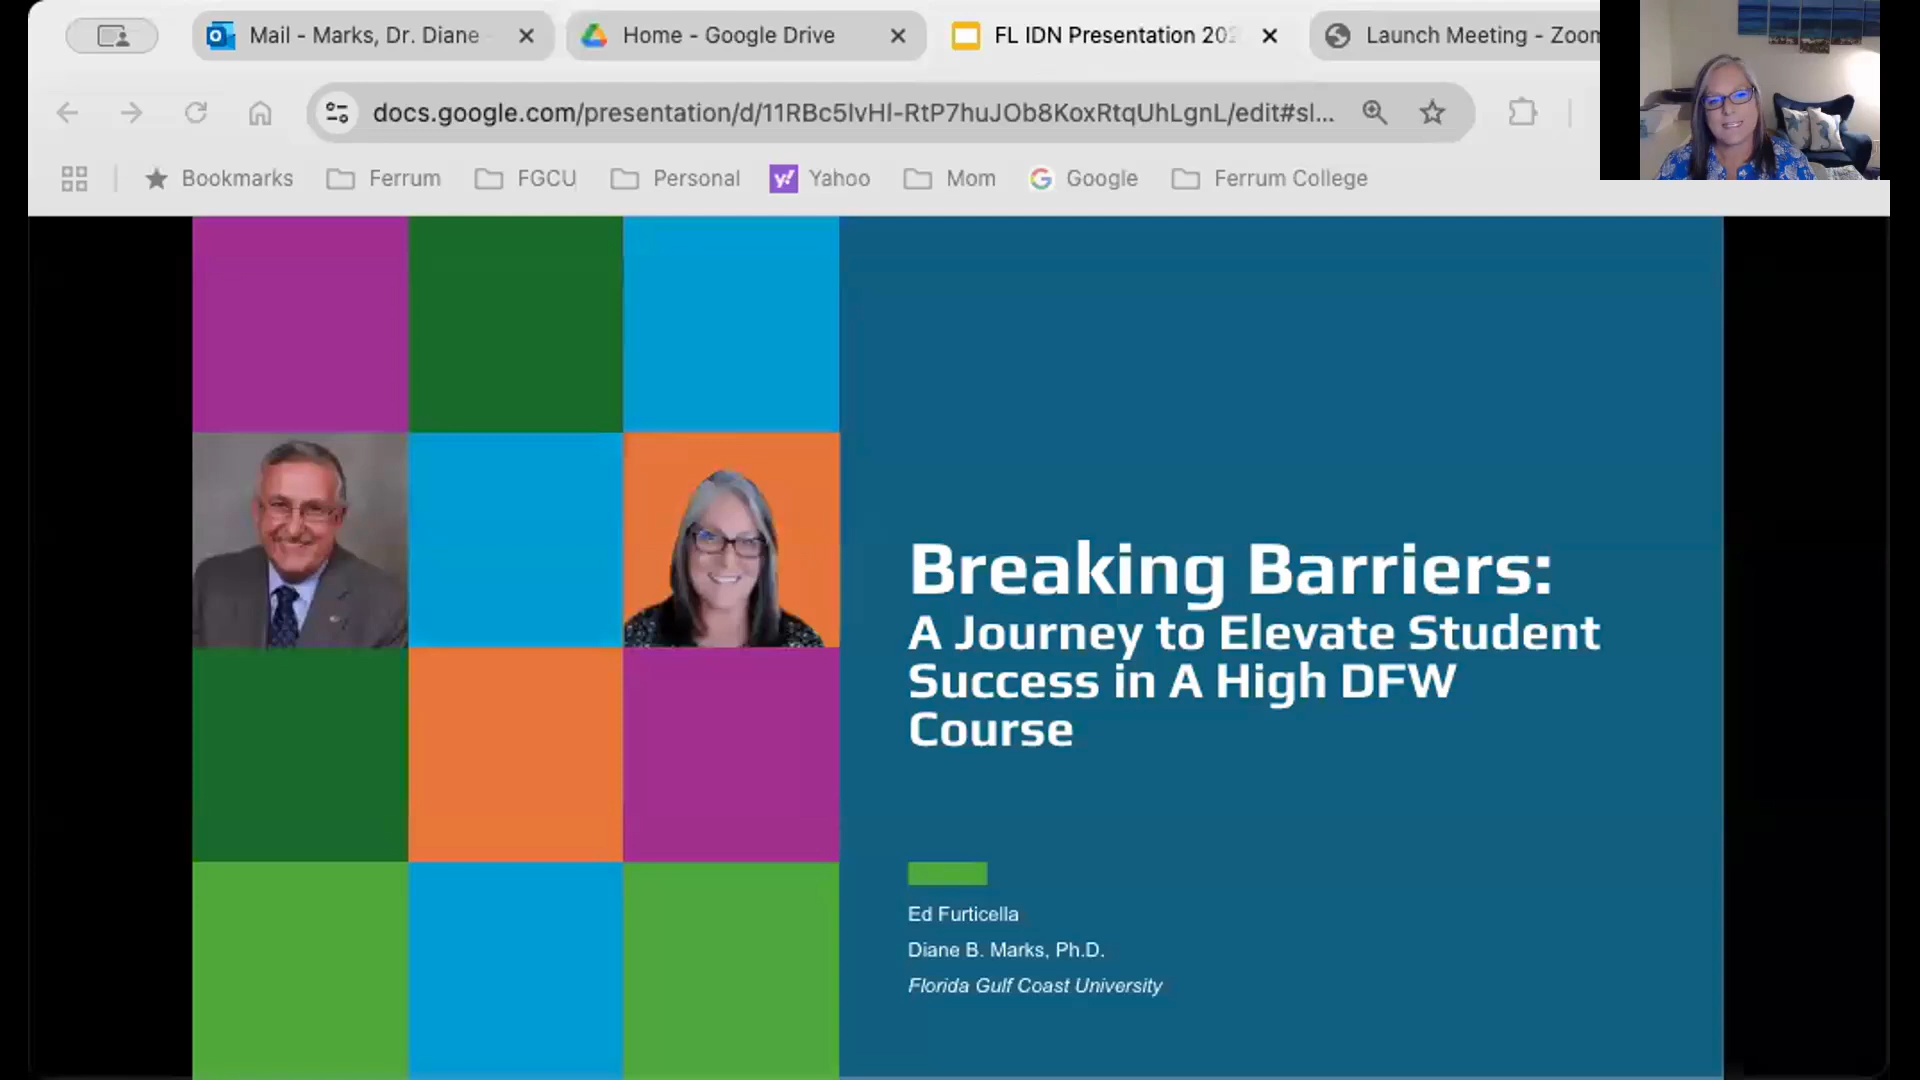 Mail - Marks, Dr. Diane
Home - Google Drive
FL IDN Presentation 202
Launch Meeting - Zoom
docs.google.com/presentation/d/11RBc5lvHl-RtP7huJOb8KoxRtqUhLgnL/edit#sl...
Bookmarks
Ferrum
FGCU
Personal
Yahoo
Mom
Google
Ferrum College
Breaking Barriers:
A Journey to Elevate Student
Success in A High DFW
Course
Ed Furticella
Diane B. Marks, Ph.D.
Florida Gulf Coast University